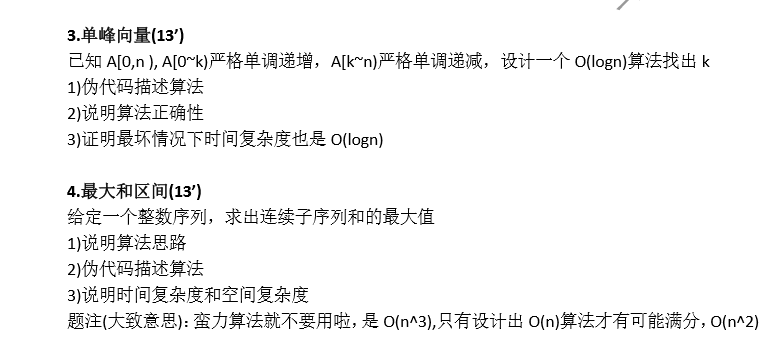 3.单峰向量(13’)
已知 A[0,n ), A[0~k)严格单调递增，A[k~n)严格单调递减，设计一个 O(logn)算法找出 k
1)伪代码描述算法
2)说明算法正确性
3)证明最坏情况下时间复杂度也是 O(logn)
4.最大和区间(13’)
给定一个整数序列，求出连续子序列和的最大值
1)说明算法思路
2)伪代码描述算法
3)说明时间复杂度和空间复杂度
题注(大致意思)：蛮力算法就不要用啦，是 O(n^3),只有设计出 O(n)算法才有可能满分，O(n^2)